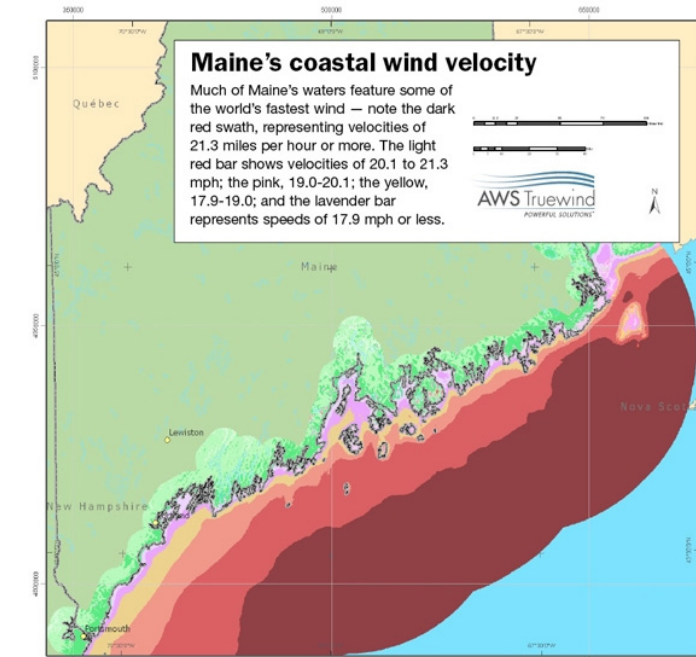 Maine's coastal wind velocity
Much of Maine's waters feature some of
the world's fastest wind — note the dark
red swath, representing velocities of
21.3 miles per hour or more. The light
red bar shows velocities of 20.1 to 21.3
mph; the pink, 19.0-20.1; the yellow,
17.9-19.0; and the lavender bar
represents speeds of 17.9 mph or less.
AWS Truewind
POWERFUL SOLUTIONS
N
Québec
Maine
Nova Scot
Lewiston
New Hampshire
Portsmouth